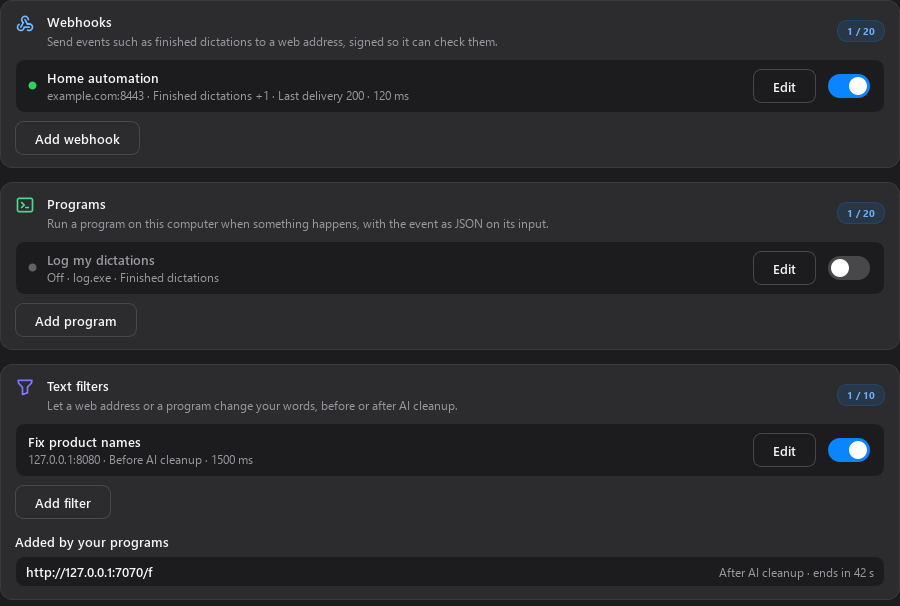 Webhooks
Send events such as finished dictations to a web address, signed so it can check them.
1 / 20
Home automation
example.com:8443 · Finished dictations +1 · Last delivery 200 · 120 ms
Edit
Add webhook
Programs
Run a program on this computer when something happens, with the event as JSON on its input.
1 / 20
Log my dictations
Off · log.exe · Finished dictations
Edit
Add program
Text filters
Let a web address or a program change your words, before or after AI cleanup.
1 / 10
Fix product names
127.0.0.1:8080 · Before AI cleanup · 1500 ms
Edit
Add filter
Added by your programs
http://127.0.0.1:7070/f
After AI cleanup · ends in 42 s